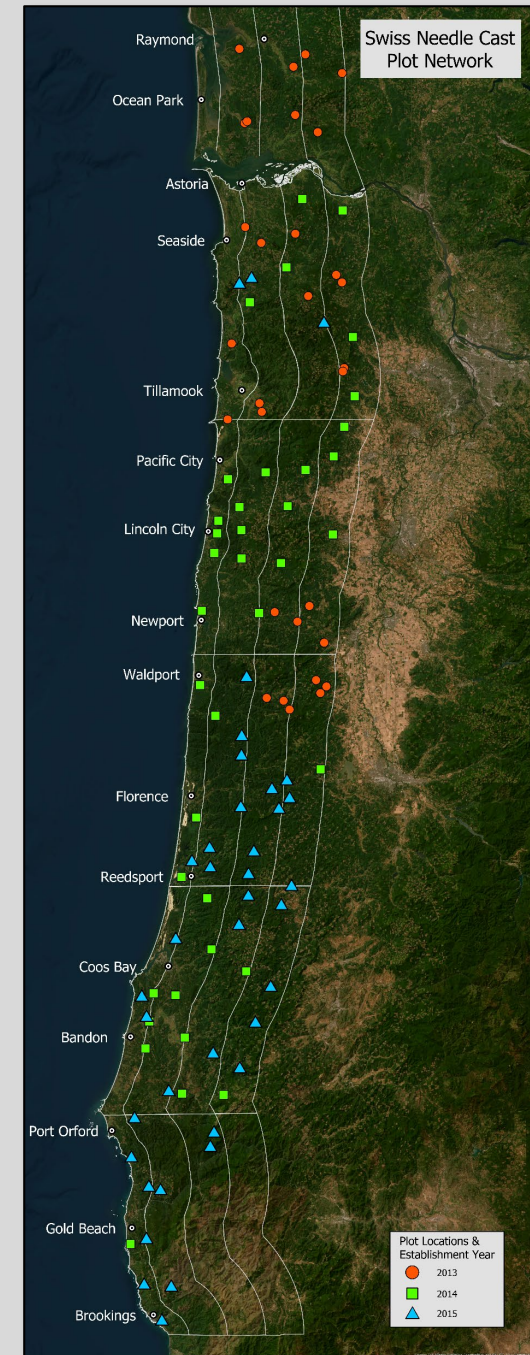 Swiss Needle Cast
Plot Network
Raymond
Ocean Park
Astoria
Seaside
Tillamook
Pacific City
Lincoln City
Newport
Waldport
Florence
Reedsport
Coos Bay
Bandon
Port Orford
Gold Beach
Brookings
Plot Locations &
Establishment Year
2013
2014
2015